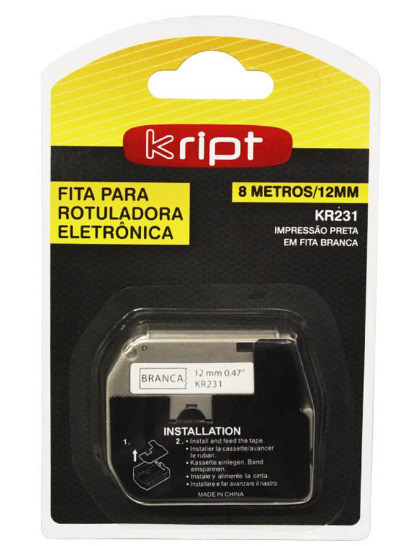 Kript
FITA PARA
ROTULADORA
ELETRÔNICA
8 METROS/12MM
KR231
IMPRESSÃO PRETA
EM FITA BRANCA
BRANCA
12 mm 0.47"
KR231
INSTALLATION
1.
2. • Install and feed the tape.
• Installer la cassette/avancer
le ruban.
• Kassette einlegen, Band
einspannen.
• Instale y alimente la cinta.
• Installare e far avanzare il nastro.
MADE IN CHINA